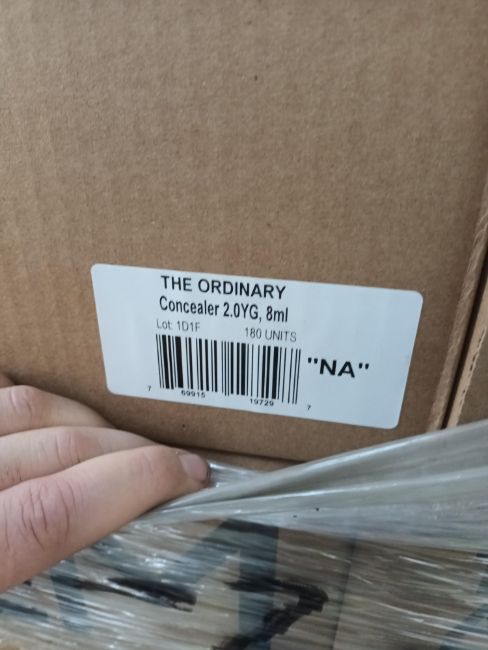 THE ORDINARY
Concealer 2.0YG, 8ml
Lot: 1D1F 180 UNITS
"NA"
7 69915 19729 7